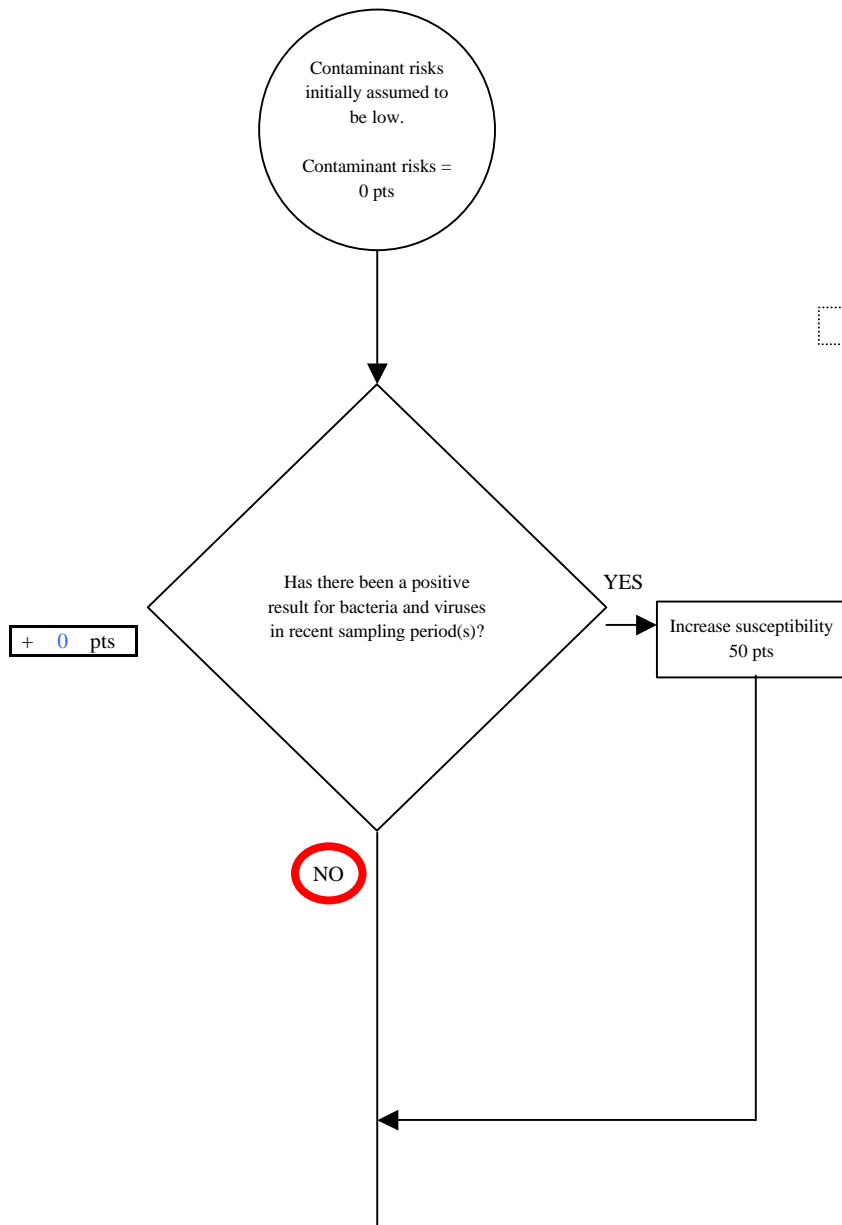 Contaminant risks
initially assumed to
be low.
Contaminant risks =
0 pts
Has there been a positive
result for bacteria and viruses
in recent sampling period(s)?
YES
+ 0 pts
Increase susceptibility
50 pts
NO